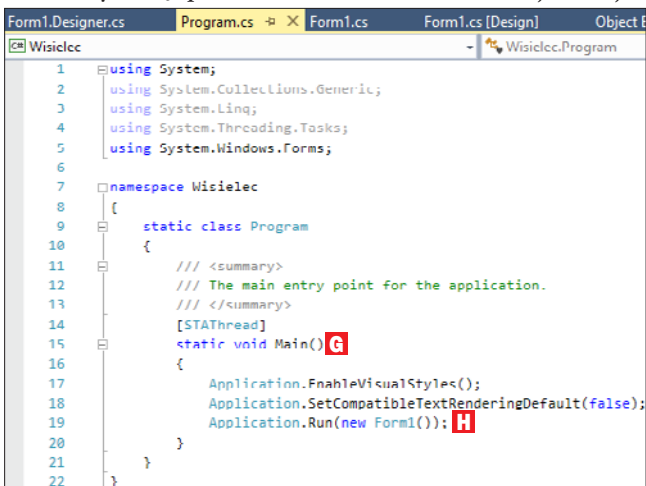 Form1.Designer.cs Program.cs Form1.cs Form1.cs [Design] Object E
C# Wisielec Wisielec.Program
1 using System;
2 using System.Collections.Generic;
3 using System.Linq;
4 using System.Threading.Tasks;
5 using System.Windows.Forms;
6
7 namespace Wisielec
8 {
9 static class Program
10 {
11 /// <summary>
12 /// The main entry point for the application.
13 /// </summary>
14 [STAThread]
15 static void Main() G
16 {
17 Application.EnableVisualStyles();
18 Application.SetCompatibleTextRenderingDefault(false);
19 Application.Run(new Form1()); H
20 }
21 }
22 }